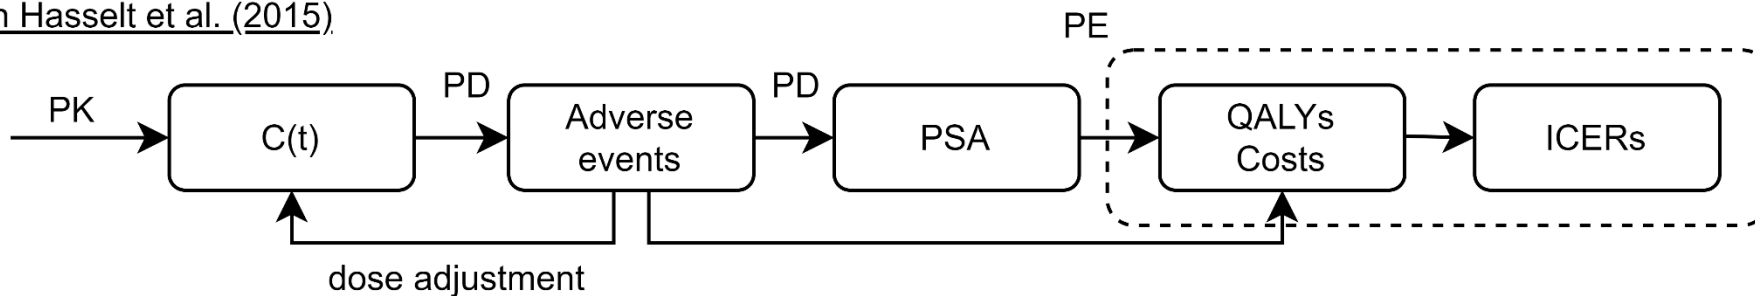 Hasselt et al. (2015)
PE
PK
PD
PD
C(t)
Adverse
events
PSA
QALYs
Costs
ICERs
dose adjustment